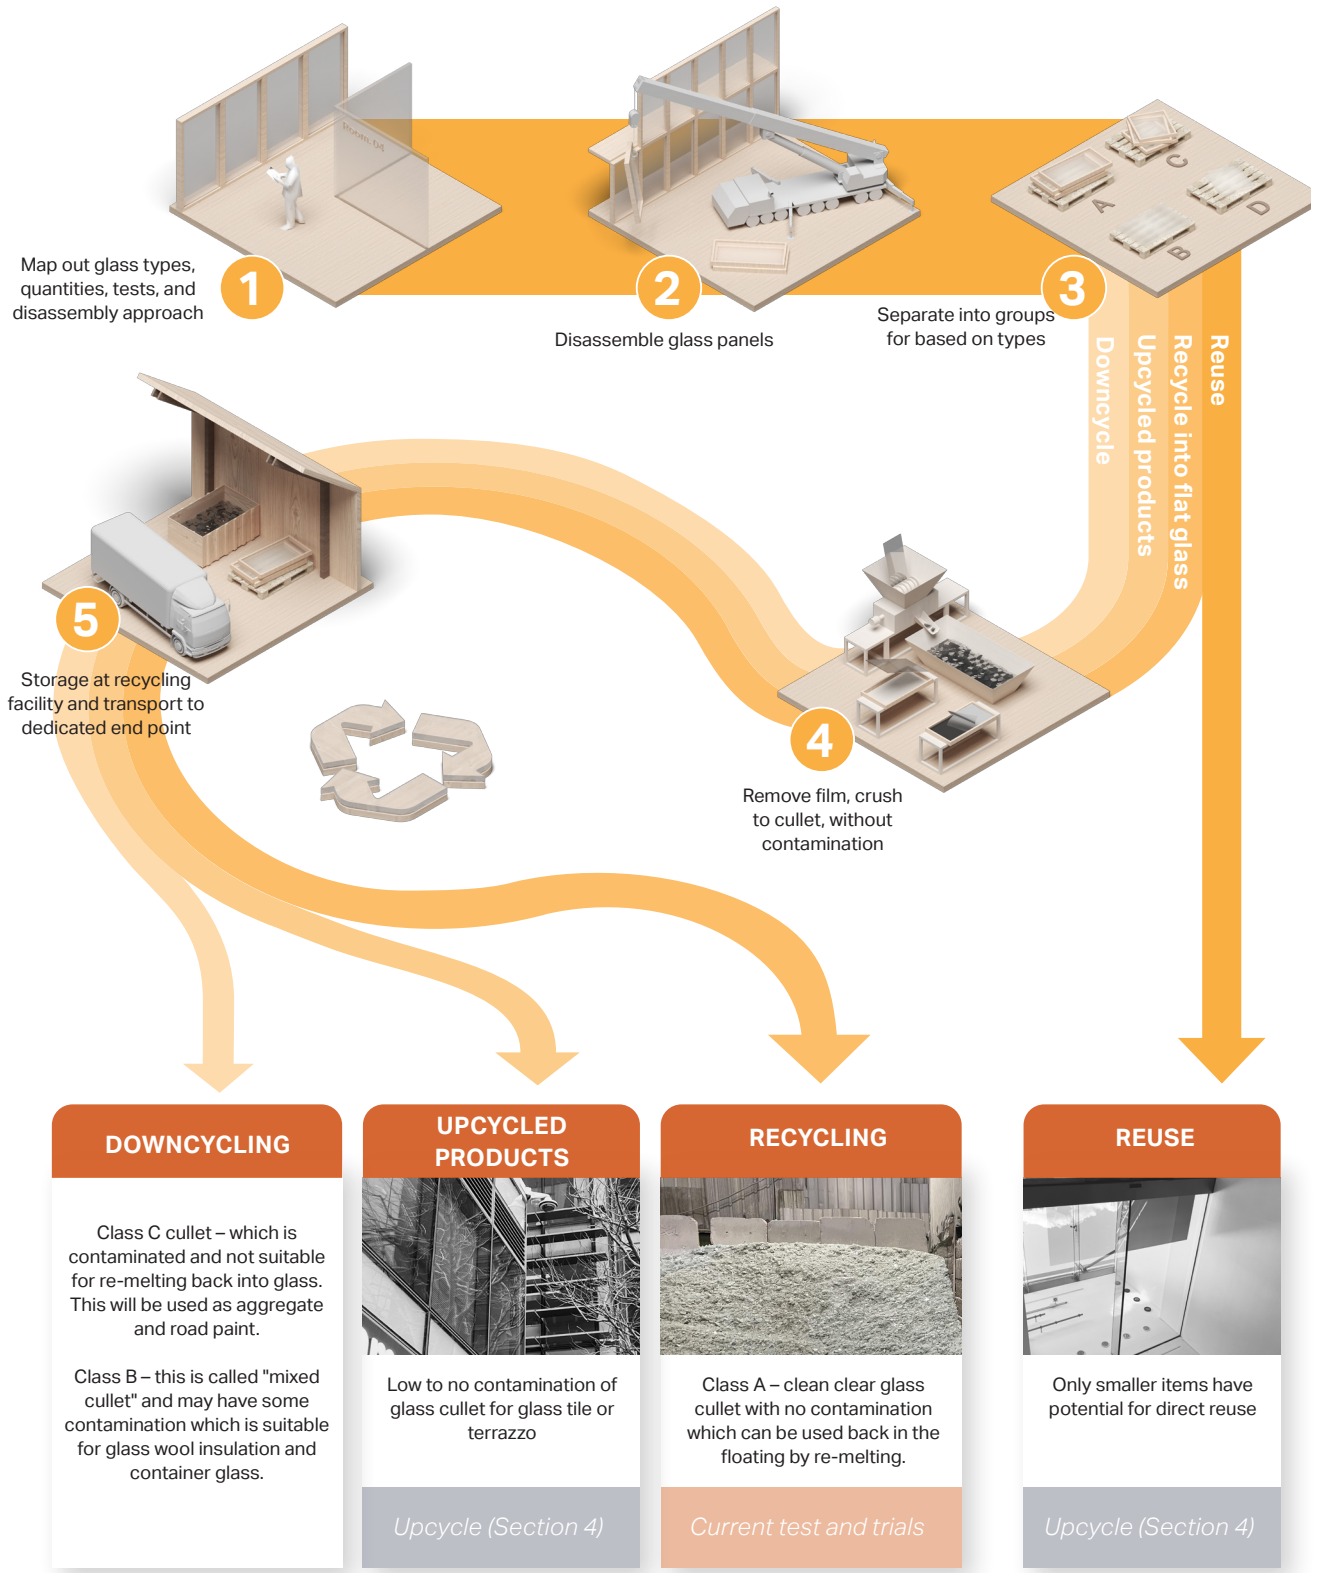 Room.04
Map out glass types,
quantities, tests, and
disassembly approach
1
2
Disassemble glass panels
A
B
C
D
3
Separate into groups
for based on types
Downcycle
Upcycled products
Recycle into flat glass
Reuse
4
Remove film, crush
to cullet, without
contamination
5
Storage at recycling
facility and transport to
dedicated end point
DOWNCYCLING
Class C cullet – which is
contaminated and not suitable
for re-melting back into glass.
This will be used as aggregate
and road paint.
Class B – this is called "mixed
cullet" and may have some
contamination which is suitable
for glass wool insulation and
container glass.
UPCYCLED
PRODUCTS
Low to no contamination of
glass cullet for glass tile or
terrazzo
Upcycle (Section 4)
RECYCLING
Class A – clean clear glass
cullet with no contamination
which can be used back in the
floating by re-melting.
Current test and trials
REUSE
Only smaller items have
potential for direct reuse
Upcycle (Section 4)